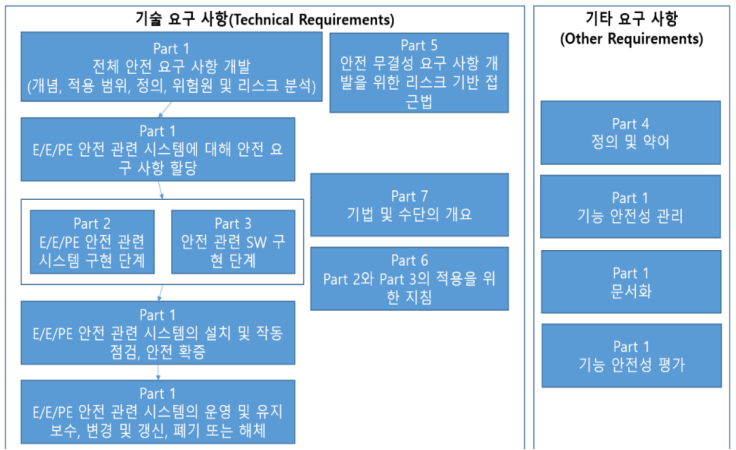 기술 요구 사항(Technical Requirements)
Part 1
전체 안전 요구 사항 개발
(개념, 적용 범위, 정의, 위험원 및 리스크 분석)
Part 5
안전 무결성 요구 사항 개
발을 위한 리스크 기반 접
근법
Part 1
E/E/PE 안전 관련 시스템에 대해 안전 요
구 사항 할당
Part 7
기법 및 수단의 개요
Part 2
E/E/PE 안전 관련
시스템 구현 단계
Part 3
안전 관련 SW 구
현 단계
Part 6
Part 2와 Part 3의 적용을 위
한 지침
Part 1
E/E/PE 안전 관련 시스템의 설치 및 작동
점검, 안전 확증
Part 1
E/E/PE 안전 관련 시스템의 운영 및 유지
보수, 변경 및 갱신, 폐기 또는 해체
기타 요구 사항
(Other Requirements)
Part 4
정의 및 약어
Part 1
기능 안전성 관리
Part 1
문서화
Part 1
기능 안전성 평가